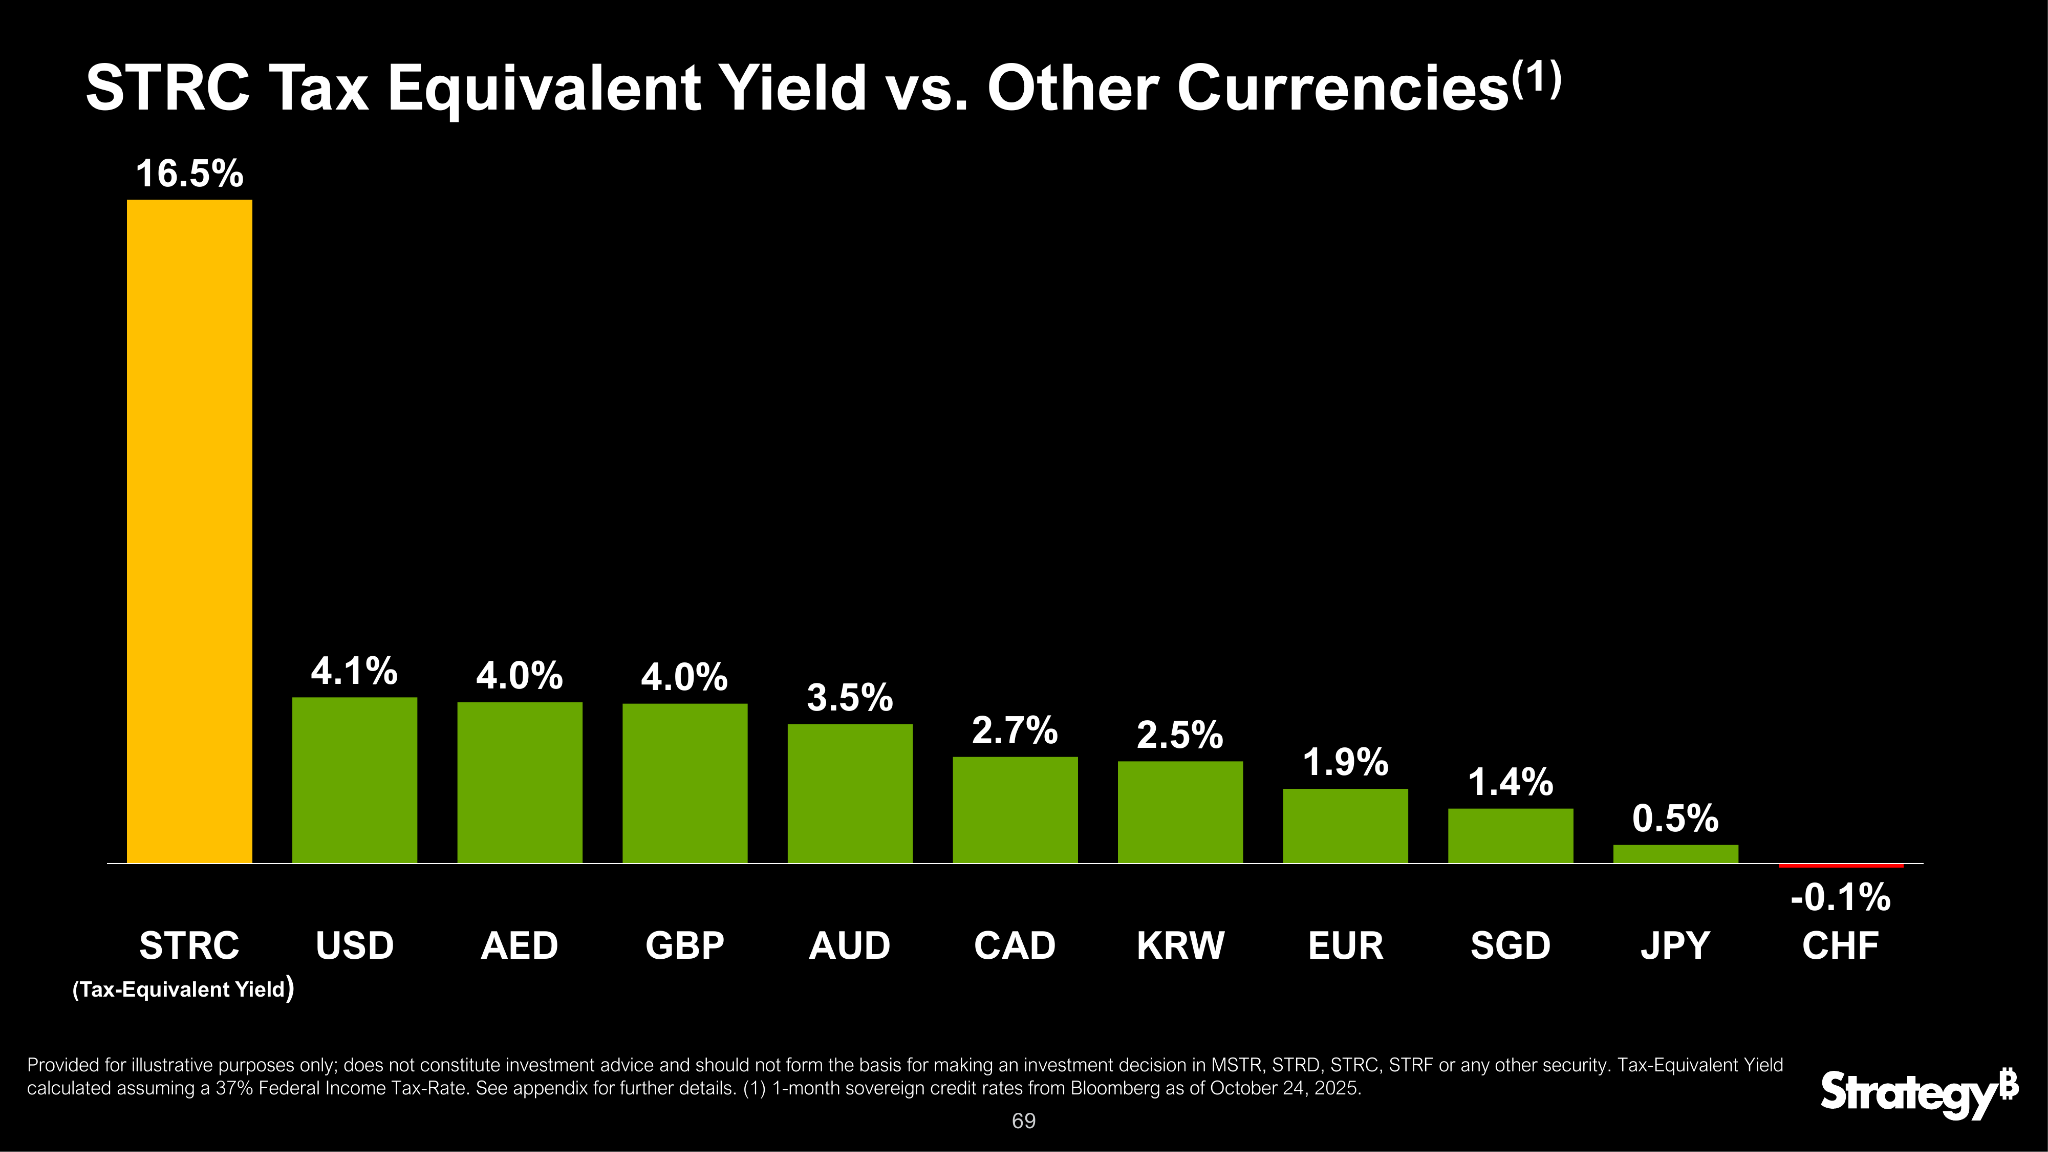 STRC Tax Equivalent Yield vs. Other Currencies(1)
16.5%
4.1%
4.0%
4.0%
3.5%
2.7%
2.5%
1.9%
1.4%
0.5%
-0.1%
STRC
USD
AED
GBP
AUD
CAD
KRW
EUR
SGD
JPY
CHF
(Tax-Equivalent Yield)
Provided for illustrative purposes only; does not constitute investment advice and should not form the basis for making an investment decision in MSTR, STRD, STRC, STRF or any other security. Tax-Equivalent Yield
calculated assuming a 37% Federal Income Tax-Rate. See appendix for further details. (1) 1-month sovereign credit rates from Bloomberg as of October 24, 2025.
Strategy₿
69